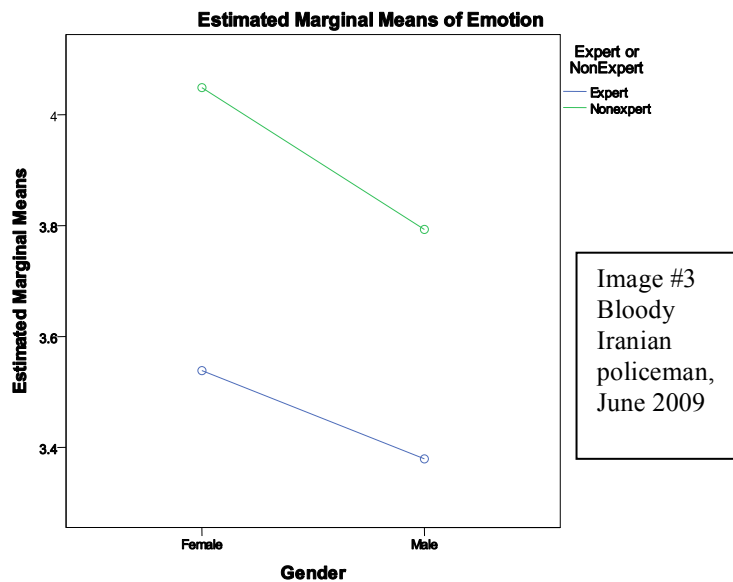 Estimated Marginal Means of Emotion
Expert or
NonExpert
Expert
Nonexpert
Estimated Marginal Means
4
3.8
3.6
3.4
Female
Male
Gender
Image #3
Bloody
Iranian
policeman,
June 2009